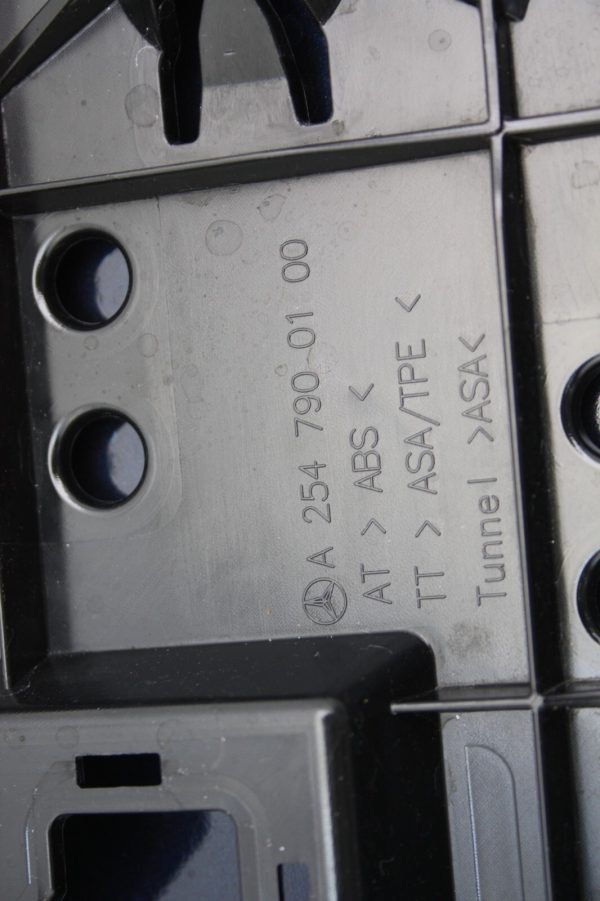 A 254 790 01 00
AT > ABS <
TT > ASA/TPE <
Tunnel >ASA<